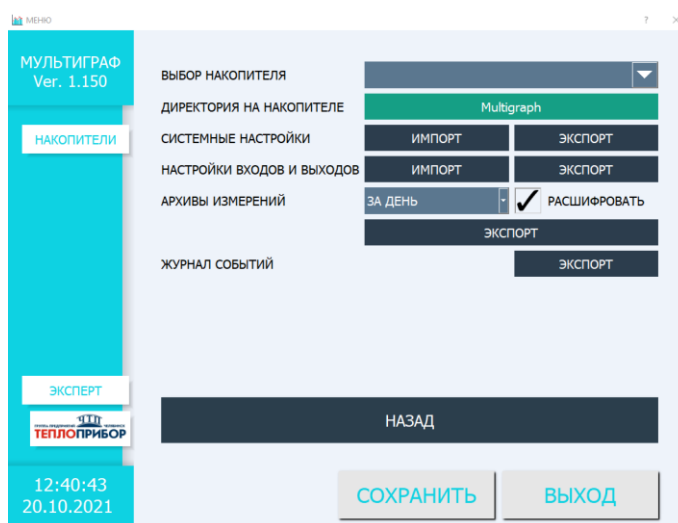 МЕНЮ
?
МУЛЬТИГРАФ
Ver. 1.150
ВЫБОР НАКОПИТЕЛЯ
ДИРЕКТОРИЯ НА НАКОПИТЕЛЕ Multigraph
НАКОПИТЕЛИ
СИСТЕМНЫЕ НАСТРОЙКИ ИМПОРТ ЭКСПОРТ
НАСТРОЙКИ ВХОДОВ И ВЫХОДОВ ИМПОРТ ЭКСПОРТ
АРХИВЫ ИЗМЕРЕНИЙ ЗА ДЕНЬ РАСШИФРОВАТЬ
ЭКСПОРТ
ЖУРНАЛ СОБЫТИЙ ЭКСПОРТ
ЭКСПЕРТ
ЧТП
ТЕПЛОПРИБОР
НАЗАД
12:40:43
20.10.2021
СОХРАНИТЬ ВЫХОД